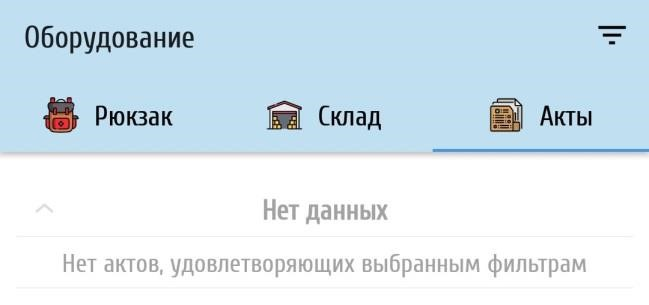 Оборудование
Рюкзак Склад Акты
Нет данных
Нет актов, удовлетворяющих выбранным фильтрам